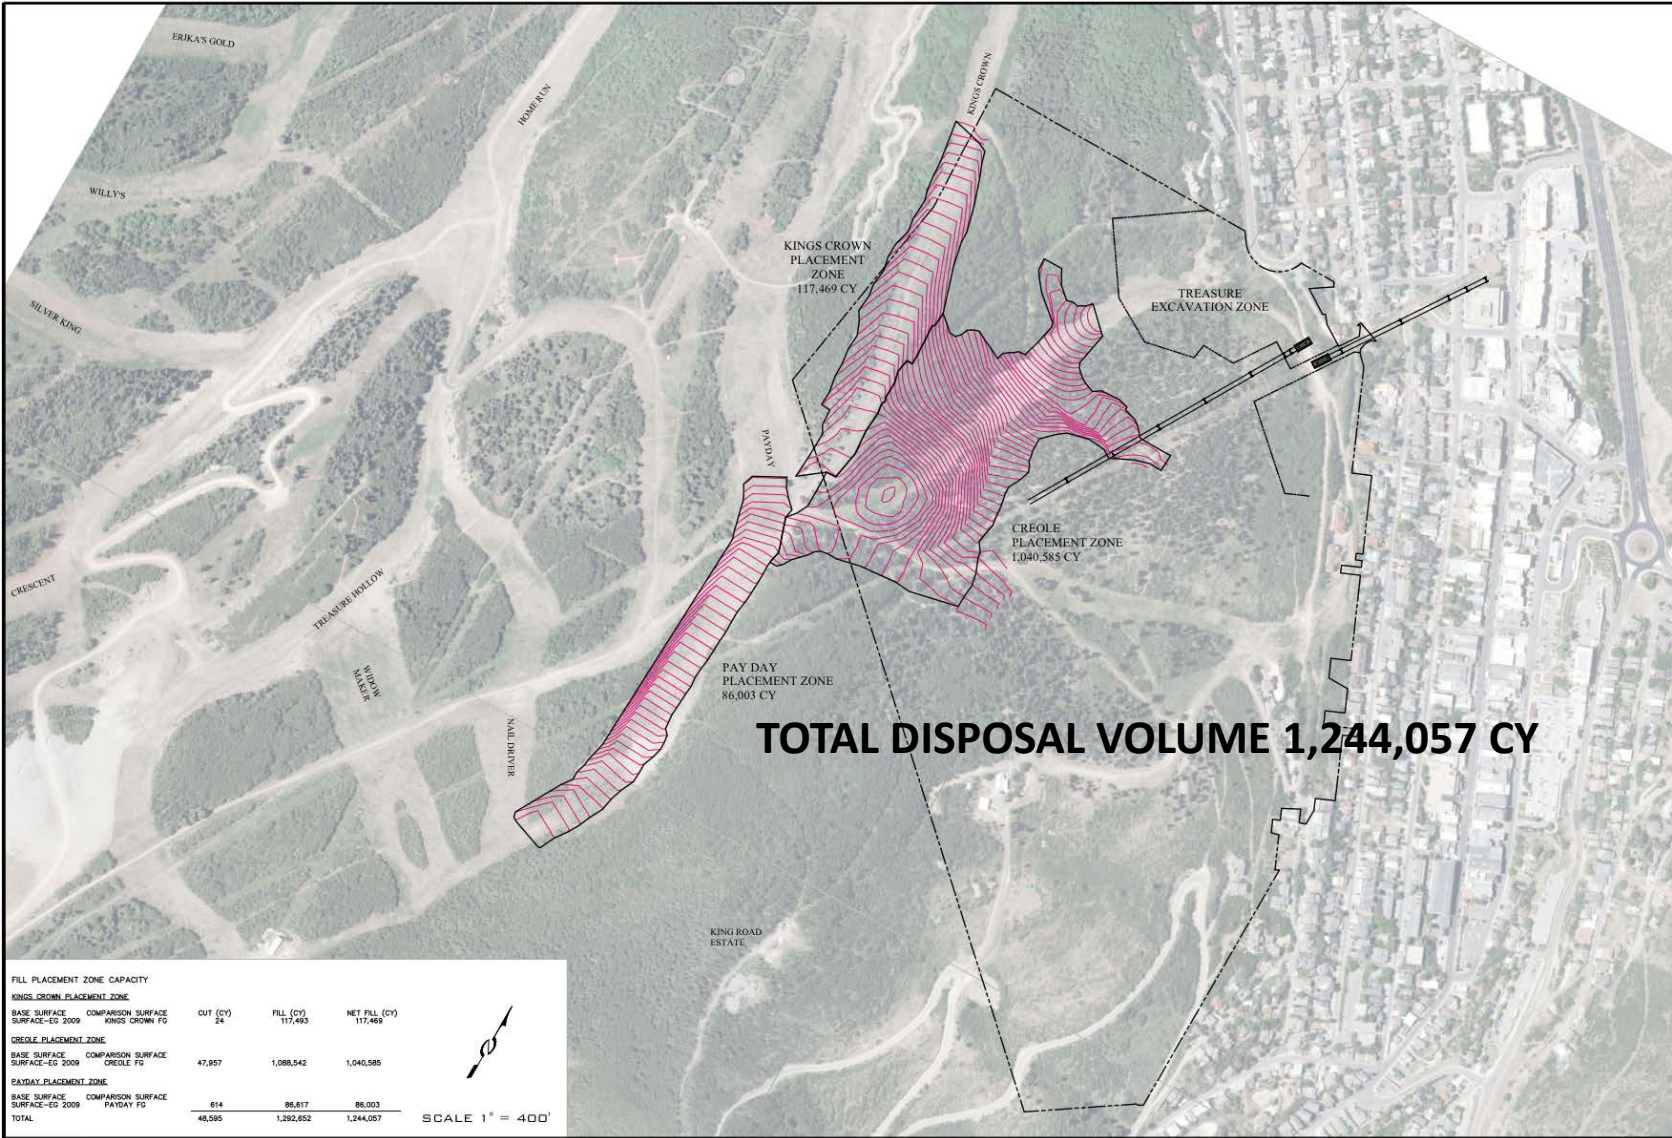 ERIKA'S GOLD
HOME RUN
KINGS CROWN
WILLY'S
SILVER KING
KINGS CROWN
PLACEMENT
ZONE
117,469 CY
TREASURE
EXCAVATION ZONE
PAYDAY
CREOLE
PLACEMENT ZONE
1,040,585 CY
CRESCENT
TREASURE HOLLOW
WIDOW
MAKER
NAIL DRIVER
PAY DAY
PLACEMENT ZONE
86,003 CY
TOTAL DISPOSAL VOLUME 1,244,057 CY
KING ROAD
ESTATE
FILL PLACEMENT ZONE CAPACITY
KINGS CROWN PLACEMENT ZONE
BASE SURFACE COMPARISON SURFACE CUT (CY) FILL (CY) NET FILL (CY)
SURFACE-EG 2009 KINGS CROWN FG 24 117,493 117,469
CREOLE PLACEMENT ZONE
BASE SURFACE COMPARISON SURFACE
SURFACE-EG 2009 CREOLE FG 47,957 1,088,542 1,040,585
PAYDAY PLACEMENT ZONE
BASE SURFACE COMPARISON SURFACE
SURFACE-EG 2009 PAYDAY FG 614 86,617 86,003
TOTAL 48,595 1,292,652 1,244,057
SCALE 1" = 400'